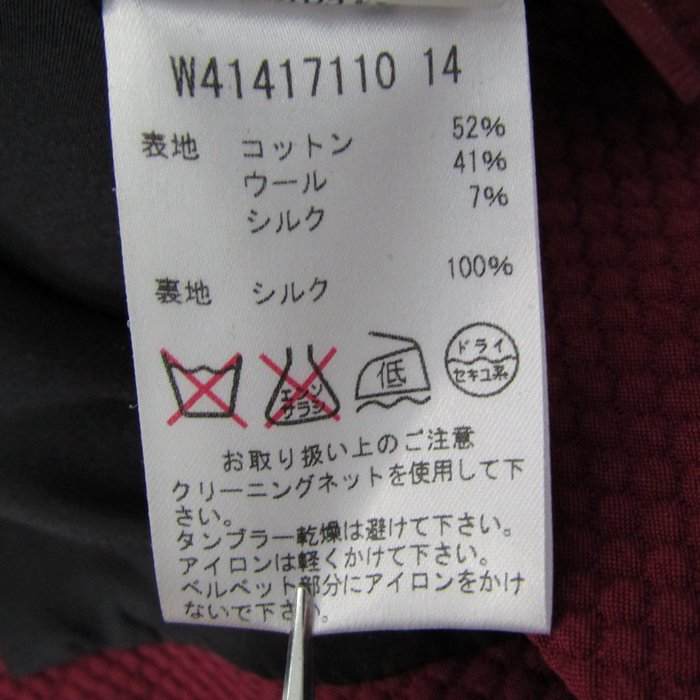 W41417110 14
表地 コットン 52%
ウール 41%
シルク 7%
裏地 シルク 100%
エンソ
サラシ
低
ドライ
セキユ系
お取り扱い上のご注意
クリーニングネットを使用して下
さい。
タンブラー乾燥は避けて下さい。
アイロンは軽くかけて下さい。
ベルベット部分にアイロンをかけ
ないで下さい。